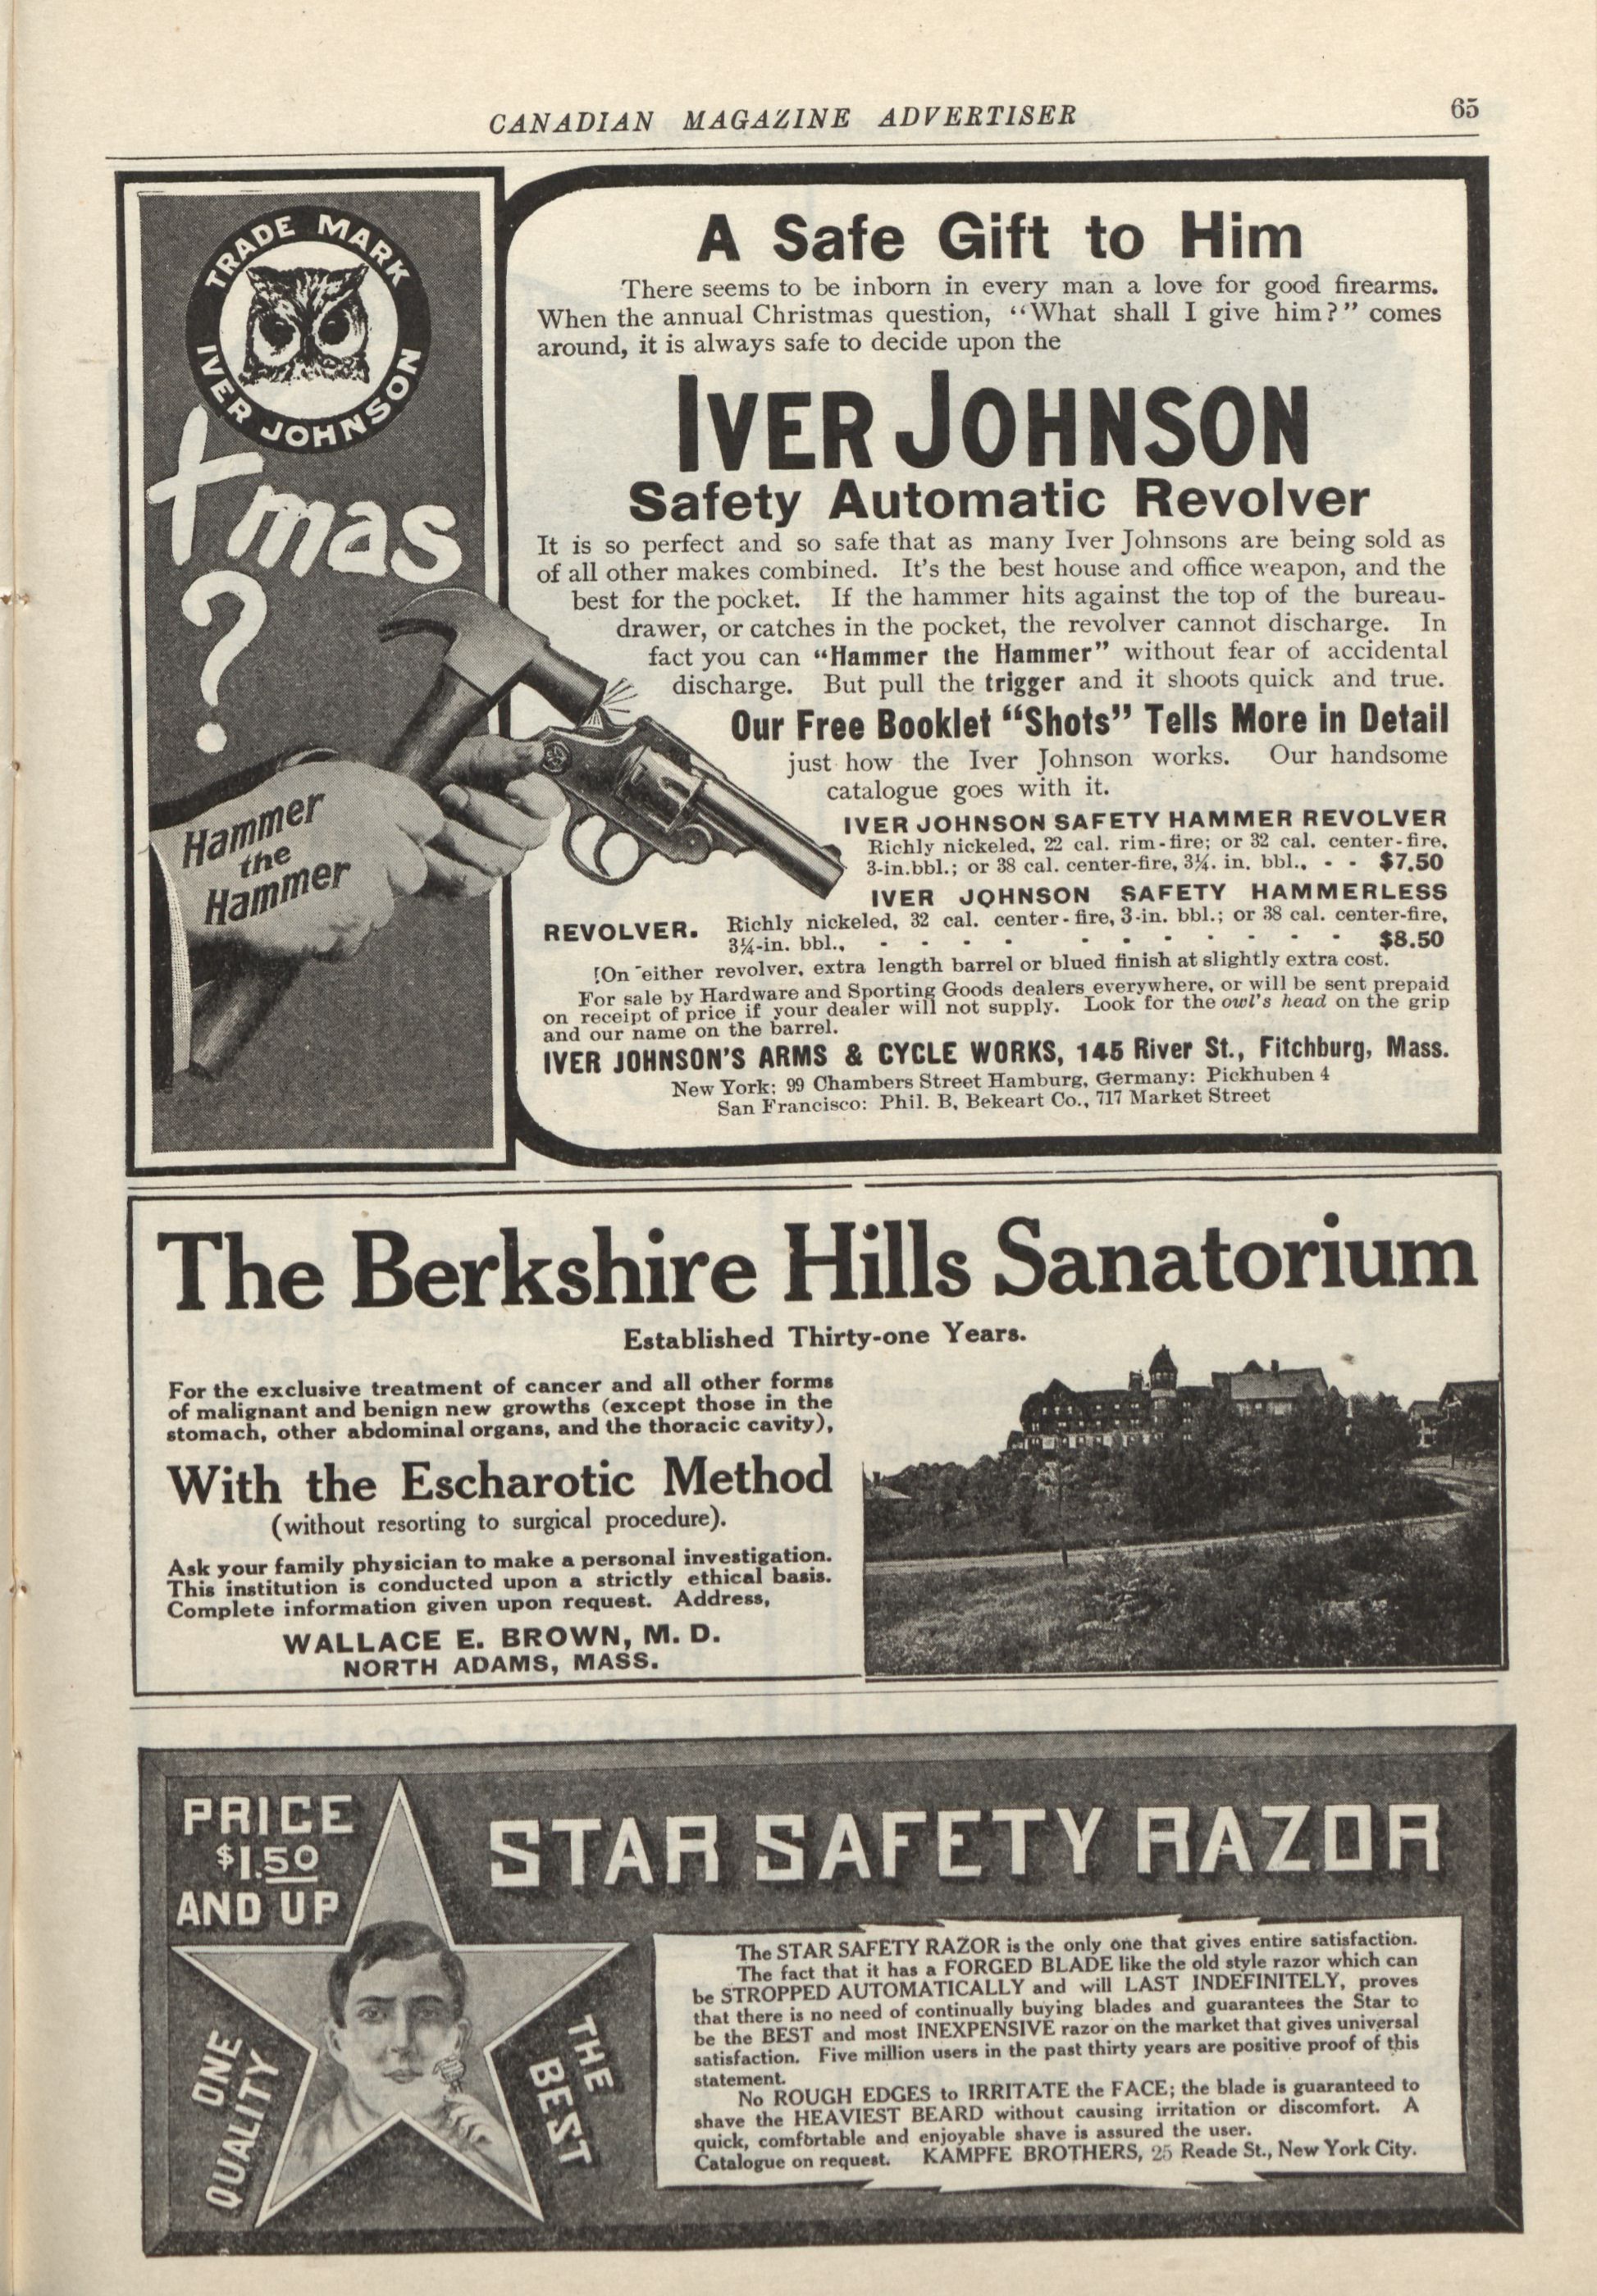 CANADIAN MAGAZINE ADVERTISER
65
TRADE MARK
IVER JOHNSON
Xmas
?
Hammer
the
Hammer
A Safe Gift to Him
There seems to be inborn in every man a love for good firearms.
When the annual Christmas question, “What shall I give him?” comes
around, it is always safe to decide upon the
IVER JOHNSON
Safety Automatic Revolver
It is so perfect and so safe that as many Iver Johnsons are being sold as
of all other makes combined. It's the best house and office weapon, and the
best for the pocket. If the hammer hits against the top of the bureau-
drawer, or catches in the pocket, the revolver cannot discharge. In
fact you can “Hammer the Hammer” without fear of accidental
discharge. But pull the trigger and it shoots quick and true.
Our Free Booklet “Shots” Tells More in Detail
just how the Iver Johnson works. Our handsome
catalogue goes with it.
IVER JOHNSON SAFETY HAMMER REVOLVER
Richly nickeled, 22 cal. rim-fire; or 32 cal. center-fire,
3-in.bbl.; or 38 cal. center-fire, 3¼. in. bbl., - - $7.50
IVER JOHNSON SAFETY HAMMERLESS
REVOLVER. Richly nickeled, 32 cal. center-fire, 3-in. bbl.; or 38 cal. center-fire,
3¼-in. bbl., - - - - - - - - - - - $8.50
On either revolver, extra length barrel or blued finish at slightly extra cost.
For sale by Hardware and Sporting Goods dealers everywhere, or will be sent prepaid
on receipt of price if your dealer will not supply. Look for the owl's head on the grip
and our name on the barrel.
IVER JOHNSON'S ARMS & CYCLE WORKS, 145 River St., Fitchburg, Mass.
New York: 99 Chambers Street Hamburg, Germany: Pickhuben 4
San Francisco: Phil. B, Bekeart Co., 717 Market Street
The Berkshire Hills Sanatorium
Established Thirty-one Years.
For the exclusive treatment of cancer and all other forms
of malignant and benign new growths (except those in the
stomach, other abdominal organs, and the thoracic cavity),
With the Escharotic Method
(without resorting to surgical procedure).
Ask your family physician to make a personal investigation.
This institution is conducted upon a strictly ethical basis.
Complete information given upon request. Address,
WALLACE E. BROWN, M. D.
NORTH ADAMS, MASS.
PRICE
$1.50
AND UP
STAR SAFETY RAZOR
ONE
QUALITY
THE
BEST
The STAR SAFETY RAZOR is the only one that gives entire satisfaction.
The fact that it has a FORGED BLADE like the old style razor which can
be STROPPED AUTOMATICALLY and will LAST INDEFINITELY, proves
that there is no need of continually buying blades and guarantees the Star to
be the BEST and most INEXPENSIVE razor on the market that gives universal
satisfaction. Five million users in the past thirty years are positive proof of this
statement.
No ROUGH EDGES to IRRITATE the FACE; the blade is guaranteed to
shave the HEAVIEST BEARD without causing irritation or discomfort. A
quick, comfortable and enjoyable shave is assured the user.
Catalogue on request. KAMPFE BROTHERS, 25 Reade St., New York City.